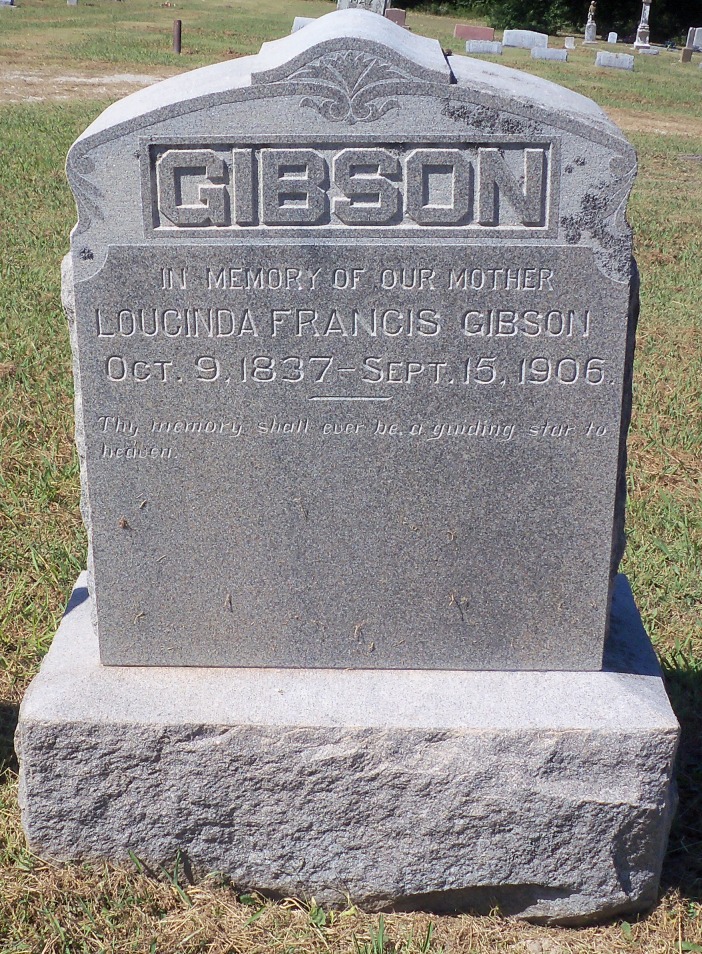 GIBSON
IN MEMORY OF OUR MOTHER
LOUCINDA FRANCIS GIBSON
OCT. 9, 1837 – SEPT. 15, 1906.
Thy memory shall ever be, a guiding star to
heaven.